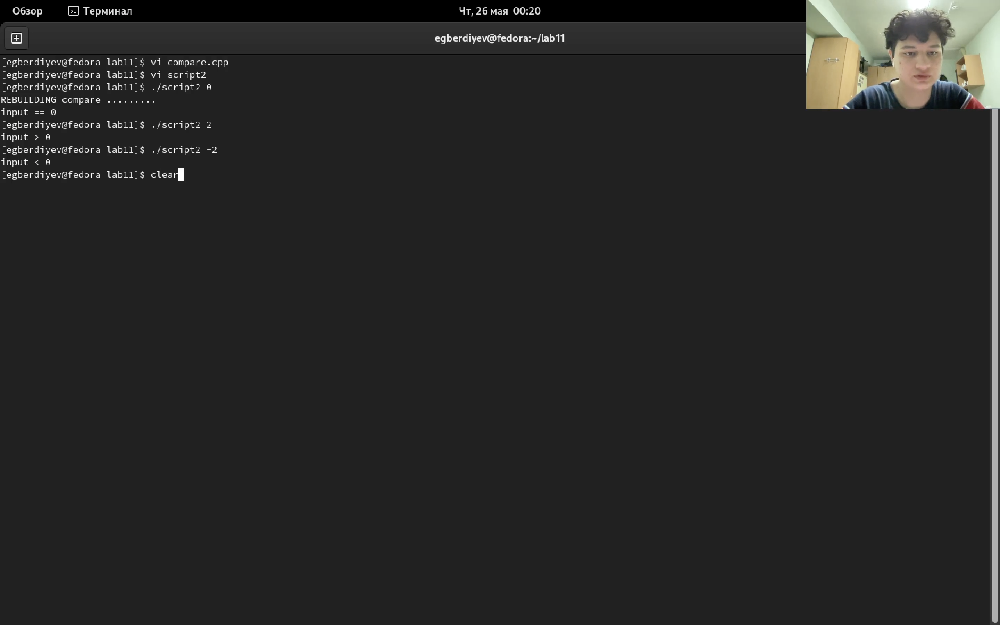 Обзор Терминал Чт, 26 мая 00:20
egberdiyev@fedora:~/lab11
[egberdiyev@fedora lab11]$ vi compare.cpp
[egberdiyev@fedora lab11]$ vi script2
[egberdiyev@fedora lab11]$ ./script2 0
REBUILDING compare .........
input == 0
[egberdiyev@fedora lab11]$ ./script2 2
input > 0
[egberdiyev@fedora lab11]$ ./script2 -2
input < 0
[egberdiyev@fedora lab11]$ clear